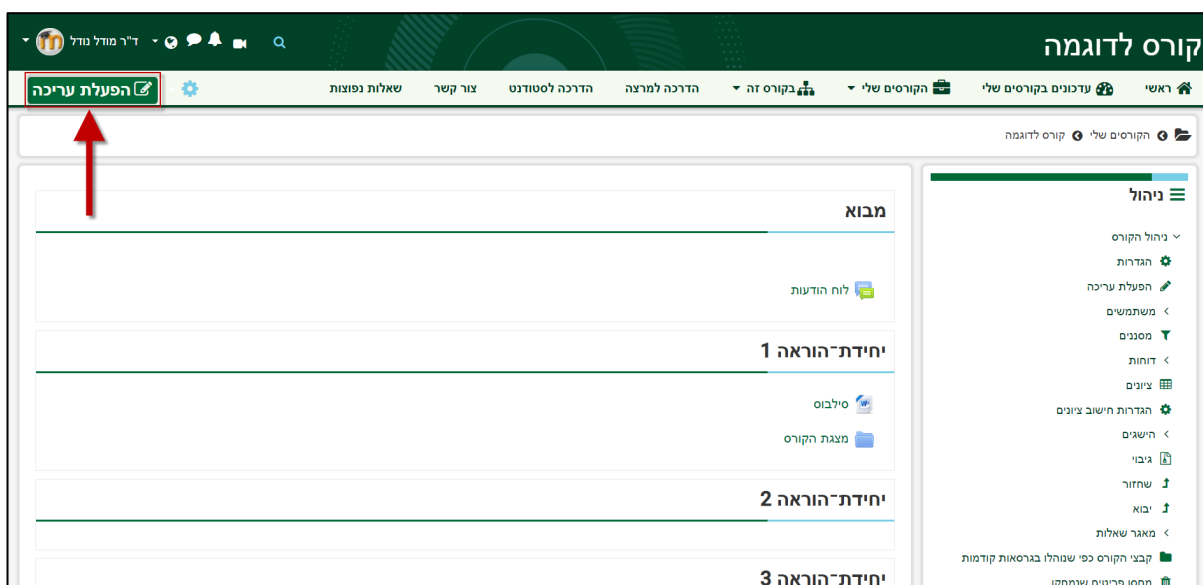 קורס לדוגמה
ד"ר מודל נודל
ראשי עדכונים בקורסים שלי הקורסים שלי בקורס זה הדרכה למרצה הדרכה לסטודנט צור קשר שאלות נפוצות
הפעלת עריכה
הקורסים שלי קורס לדוגמה
ניהול
ניהול הקורס
הגדרות
הפעלת עריכה
משתמשים
מסננים
דוחות
ציונים
הגדרות חישוב ציונים
הישגים
גיבוי
שחזור
יבוא
מאגר שאלות
קבצי הקורס כפי שנוהלו בגרסאות קודמות
מחסן פריטים שנמחקו
מבוא
לוח הודעות
יחידת־הוראה 1
סילבוס
מצגת הקורס
יחידת־הוראה 2
יחידת־הוראה 3